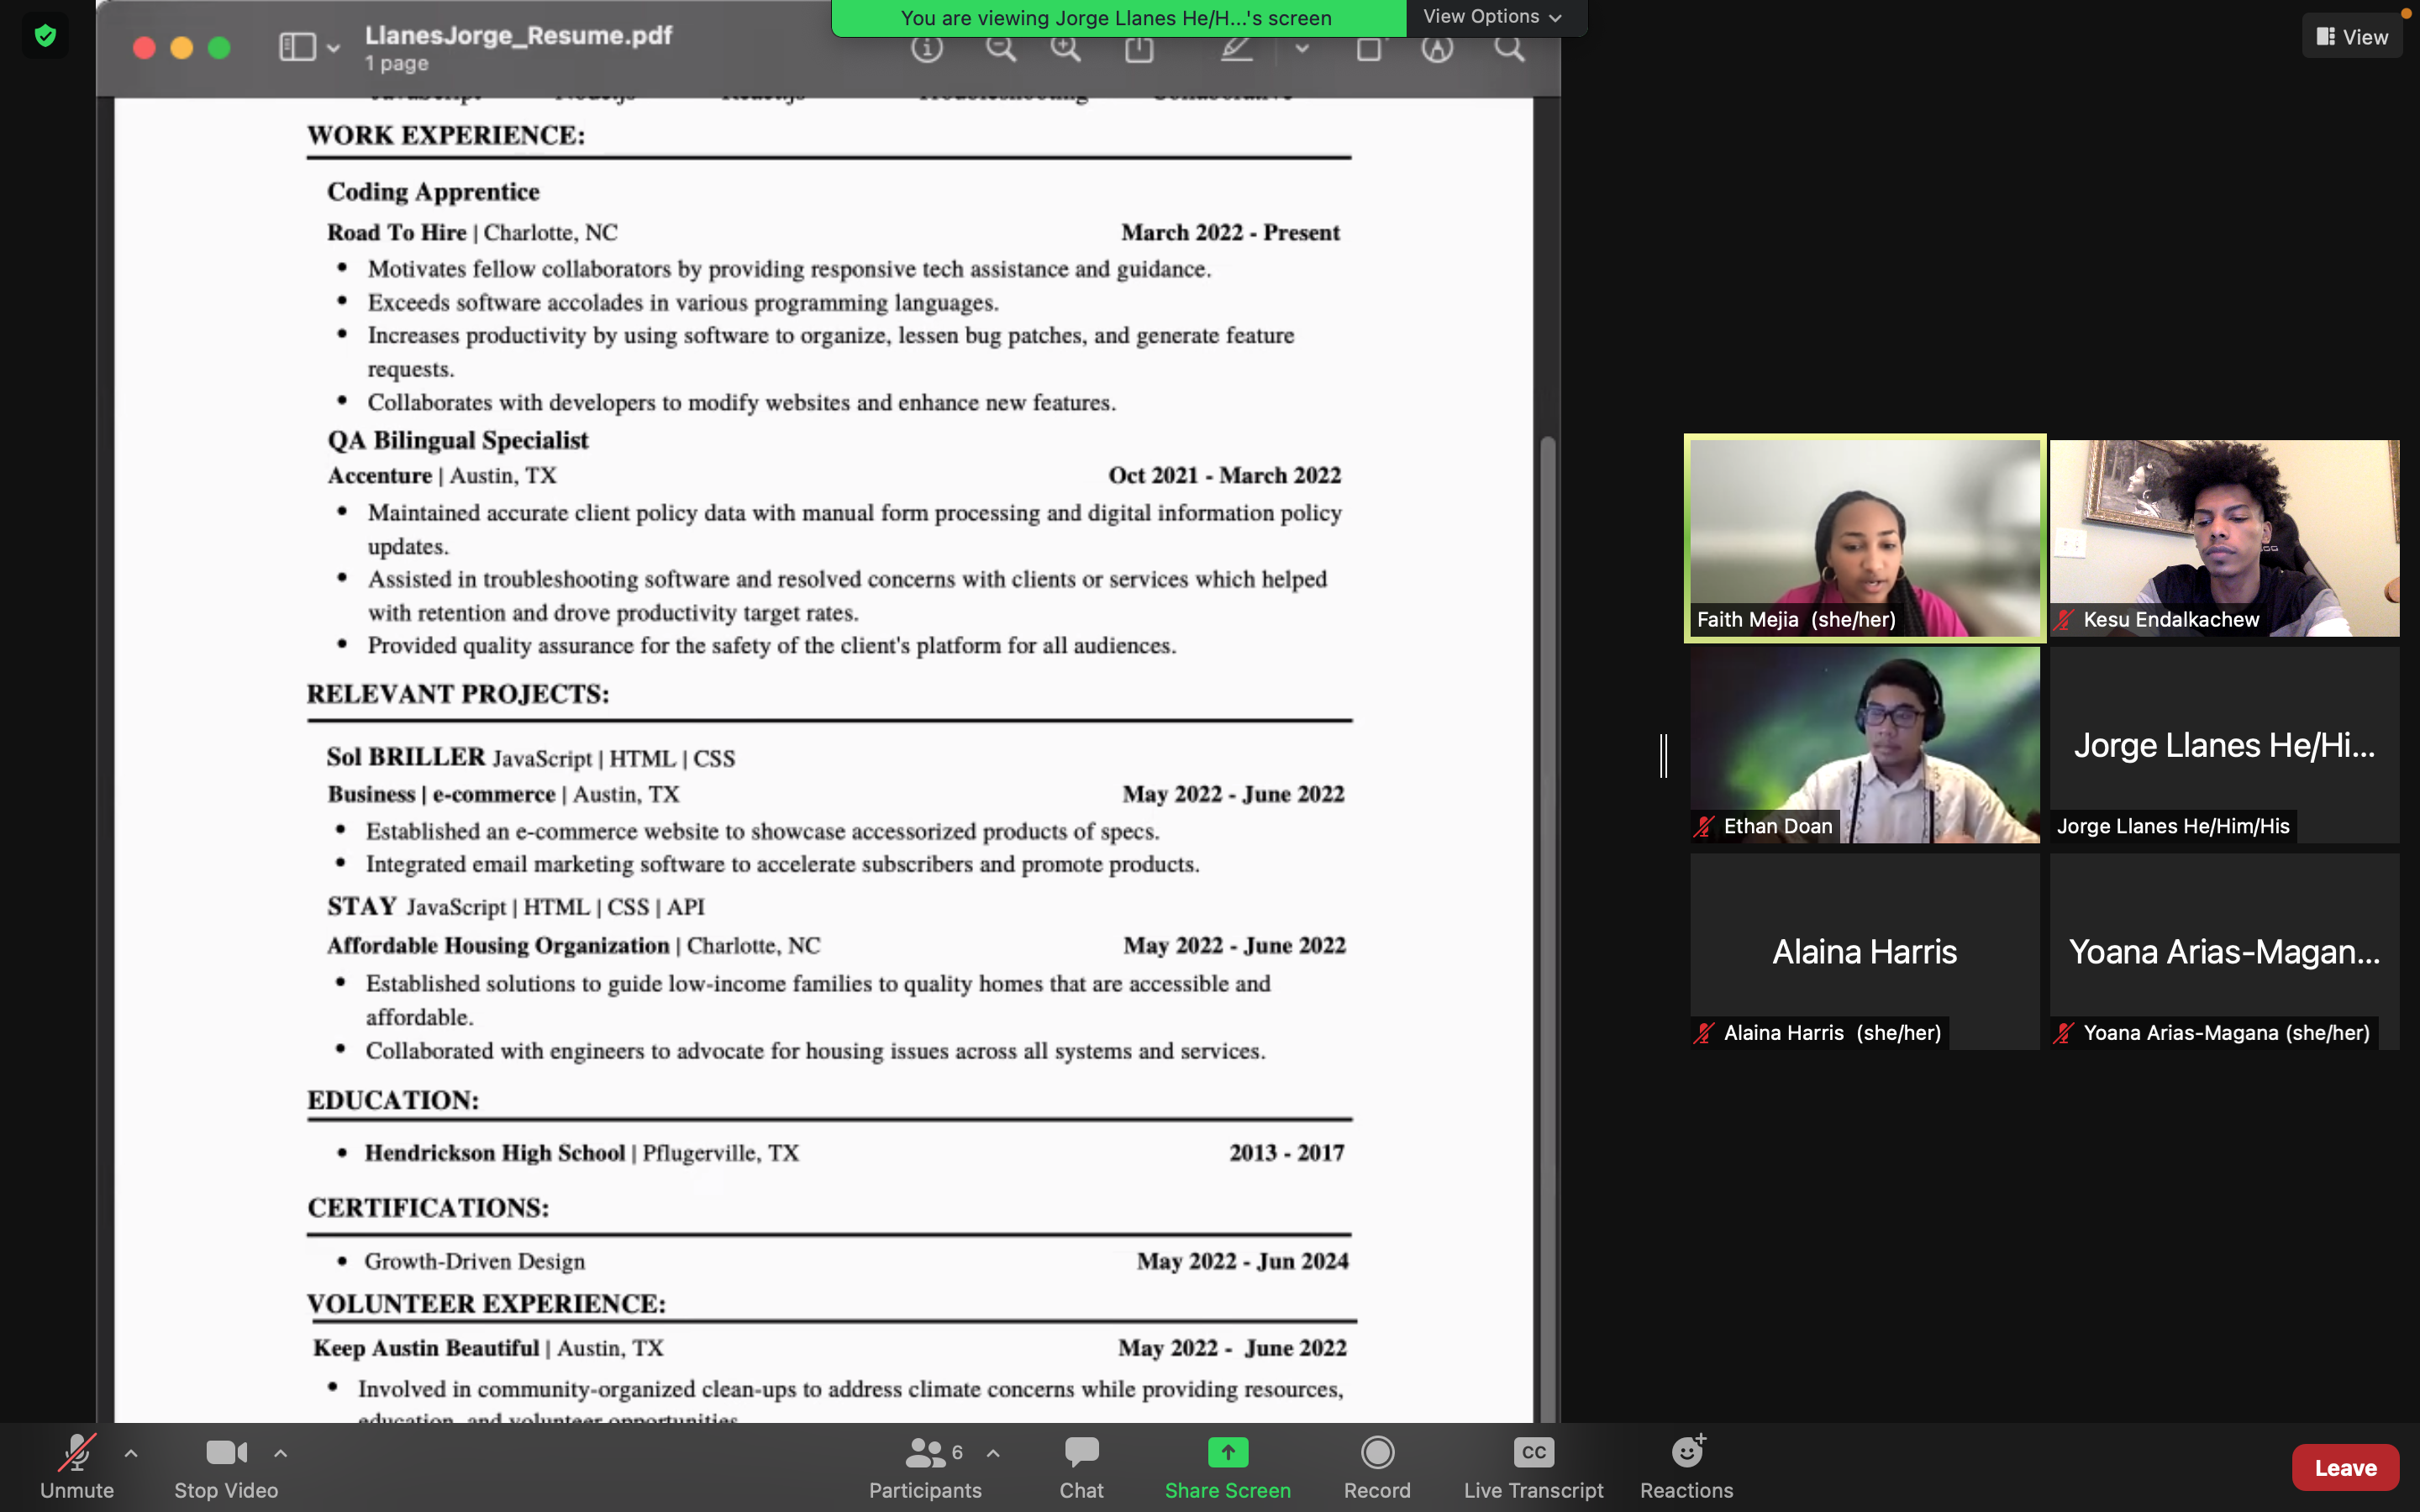 You are viewing Jorge Llanes He/H...'s screen
View Options
View
LlanesJorge_Resume.pdf
1 page
JavaScript Node.js React.js Troubleshooting Collaborative
WORK EXPERIENCE:
Coding Apprentice
Road To Hire | Charlotte, NC March 2022 - Present
• Motivates fellow collaborators by providing responsive tech assistance and guidance.
• Exceeds software accolades in various programming languages.
• Increases productivity by using software to organize, lessen bug patches, and generate feature
requests.
• Collaborates with developers to modify websites and enhance new features.
QA Bilingual Specialist
Accenture | Austin, TX Oct 2021 - March 2022
• Maintained accurate client policy data with manual form processing and digital information policy
updates.
• Assisted in troubleshooting software and resolved concerns with clients or services which helped
with retention and drove productivity target rates.
• Provided quality assurance for the safety of the client's platform for all audiences.
RELEVANT PROJECTS:
Sol BRILLER JavaScript | HTML | CSS
Business | e-commerce | Austin, TX May 2022 - June 2022
• Established an e-commerce website to showcase accessorized products of specs.
• Integrated email marketing software to accelerate subscribers and promote products.
STAY JavaScript | HTML | CSS | API
Affordable Housing Organization | Charlotte, NC May 2022 - June 2022
• Established solutions to guide low-income families to quality homes that are accessible and
affordable.
• Collaborated with engineers to advocate for housing issues across all systems and services.
EDUCATION:
• Hendrickson High School | Pflugerville, TX 2013 - 2017
CERTIFICATIONS:
• Growth-Driven Design May 2022 - Jun 2024
VOLUNTEER EXPERIENCE:
Keep Austin Beautiful | Austin, TX May 2022 - June 2022
• Involved in community-organized clean-ups to address climate concerns while providing resources,
education, and volunteer opportunities
Faith Mejia (she/her)
Kesu Endalkachew
Ethan Doan
Jorge Llanes He/Hi...
Jorge Llanes He/Him/His
Alaina Harris
Alaina Harris (she/her)
Yoana Arias-Magan...
Yoana Arias-Magana (she/her)
Unmute
Stop Video
6
Participants
Chat
Share Screen
Record
CC
Live Transcript
Reactions
Leave